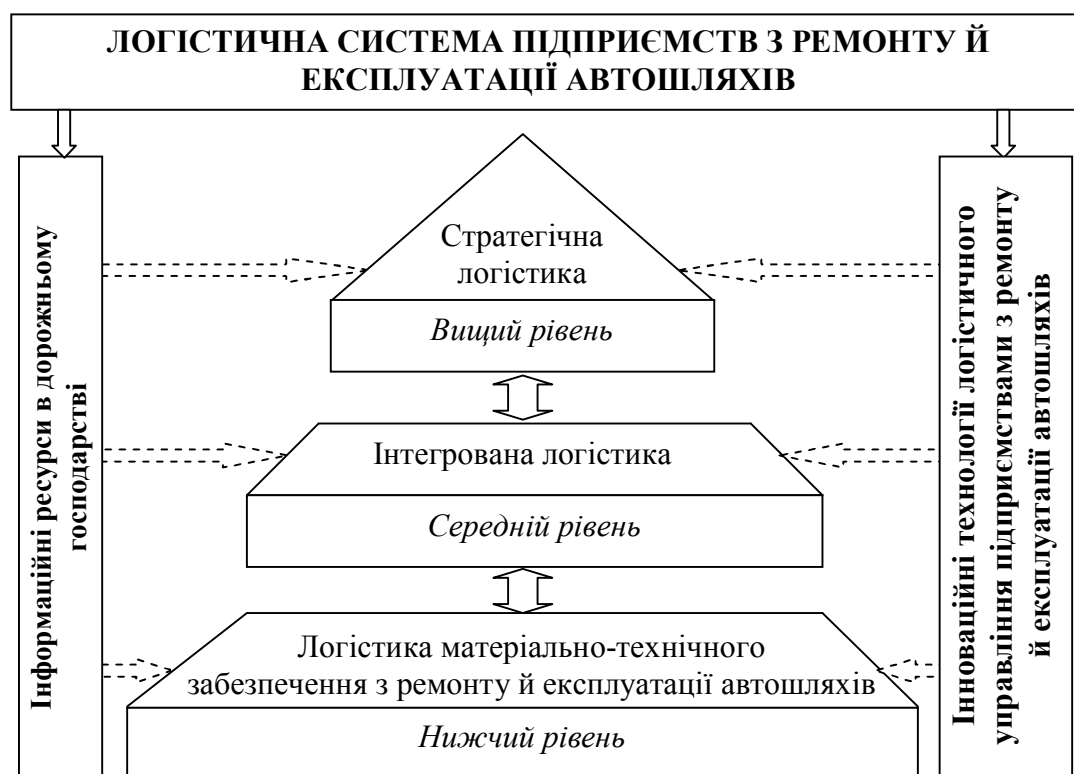 ЛОГІСТИЧНА СИСТЕМА ПІДПРИЄМСТВ З РЕМОНТУ Й
ЕКСПЛУАТАЦІЇ АВТОШЛЯХІВ
Інформаційні ресурси в дорожньому
господарстві
Стратегічна
логістика
Вищий рівень
Інтегрована логістика
Середній рівень
Логістика матеріально-технічного
забезпечення з ремонту й експлуатації автошляхів
Нижчий рівень
Інноваційні технології логістичного
управління підприємствами з ремонту
й експлуатації автошляхів